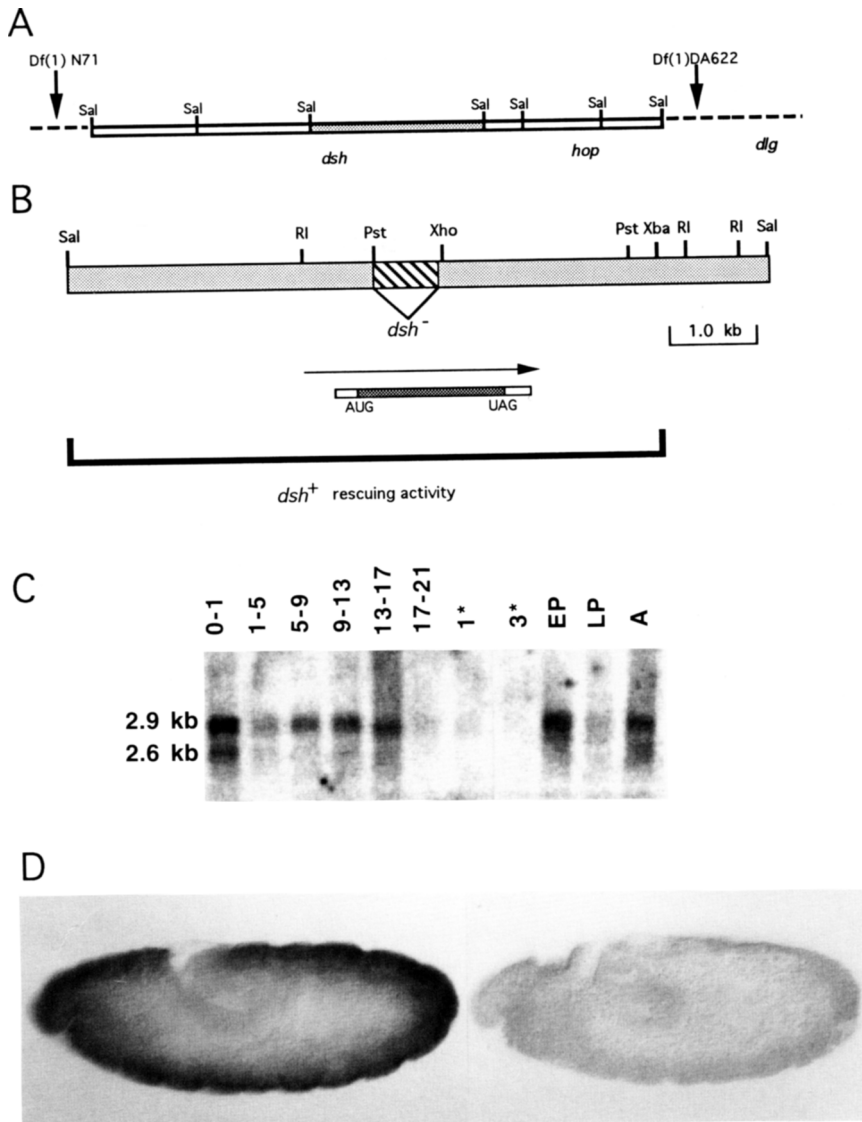 A
Df(1) N71
Df(1)DA622
Sal Sal Sal Sal Sal Sal Sal
dsh hop dlg
B
Sal RI Pst Xho Pst Xba RI RI Sal
dsh-
1.0 kb
AUG UAG
dsh+ rescuing activity
C
0-1 1-5 5-9 9-13 13-17 17-21 1* 3* EP LP A
2.9 kb
2.6 kb
D